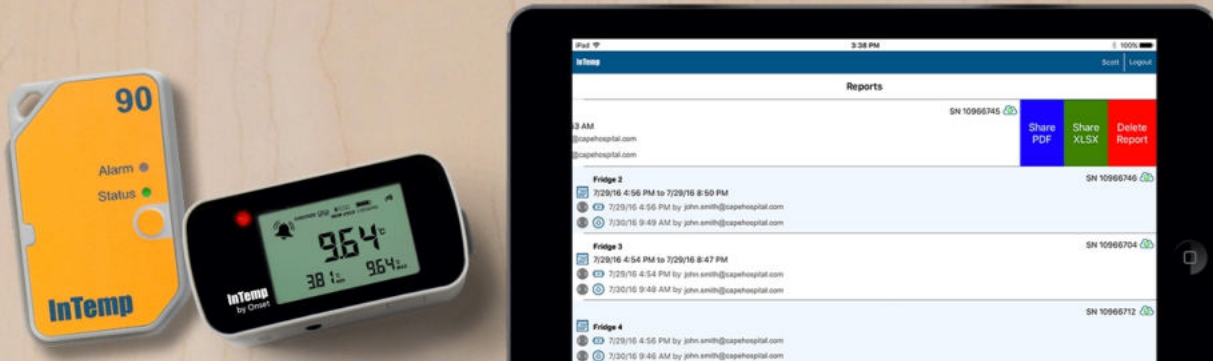 90
Alarm
Status
InTemp
9.64 °C
3.81 °C MIN 9.64 °C MAX
InTemp
by Onset
iPad 3:38 PM 100%
InTemp Scott Logout
Reports
SN 10966745
Share PDF
Share XLSX
Delete Report
@capehospital.com
@capehospital.com
Fridge 2 SN 10966746
7/29/16 4:56 PM to 7/29/16 8:50 PM
7/29/16 4:56 PM by john.smith@capehospital.com
7/30/16 9:49 AM by john.smith@capehospital.com
Fridge 3 SN 10966704
7/29/16 4:54 PM to 7/29/16 8:47 PM
7/29/16 4:54 PM by john.smith@capehospital.com
7/30/16 9:48 AM by john.smith@capehospital.com
SN 10966712
Fridge 4
7/29/16 4:56 PM by john.smith@capehospital.com
7/30/16 9:46 AM by john.smith@capehospital.com